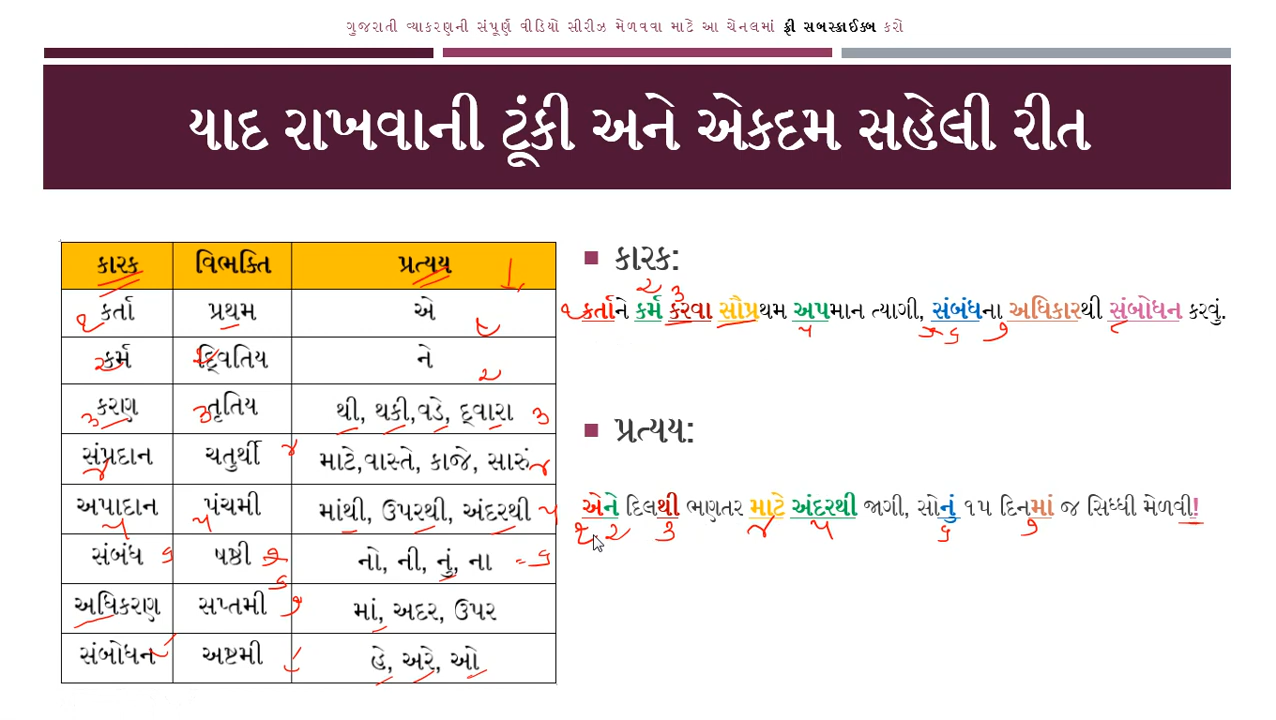 ગુજરાતી વ્યાકરણની સંપૂર્ણ વીડિયો સીરીઝ મેળવવા માટે આ ચેનલમાં ફ્રી સબસ્ક્રાઈબ કરો
યાદ રાખવાની ટૂંકી અને એકદમ સહેલી રીત
કારક વિભક્તિ પ્રત્યય
કર્તા પ્રથમ એ
કર્મ દ્વિતિય ને
કરણ તૃતિય થી, થકી,વડે, દ્વારા
સંપ્રદાન ચતુર્થી માટે,વાસ્તે, કાજે, સારું
અપાદાન પંચમી માંથી, ઉપરથી, અંદરથી
સંબંધ ષષ્ઠી નો, ની, નું, ના
અધિકરણ સપ્તમી માં, અદર, ઉપર
સંબોધન અષ્ટમી હે, અરે, ઓ
કારક:
કર્તાને કર્મ કરવા સૌપ્રથમ અપમાન ત્યાગી, સંબંધના અધિકારથી સંબોધન કરવું.
પ્રત્યય:
એને દિલથી ભણતર માટે અંદરથી જાગી, સોનું ૧૫ દિનમાં જ સિધ્ધી મેળવી!